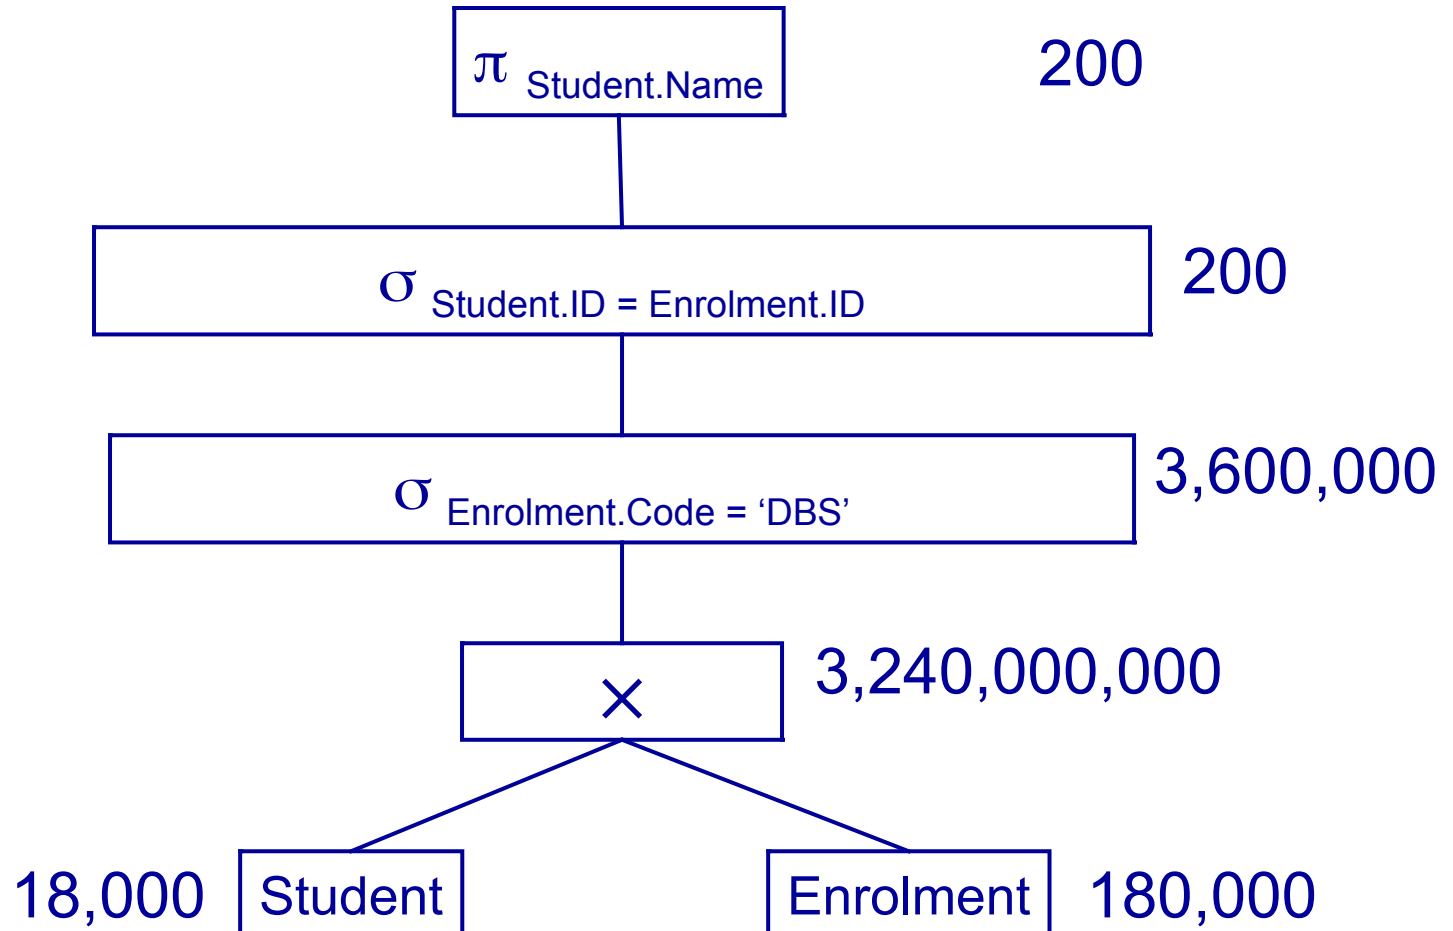 π Student.Name 200
σ Student.ID = Enrolment.ID 200
σ Enrolment.Code = ‘DBS’ 3,600,000
× 3,240,000,000
18,000 Student Enrolment 180,000